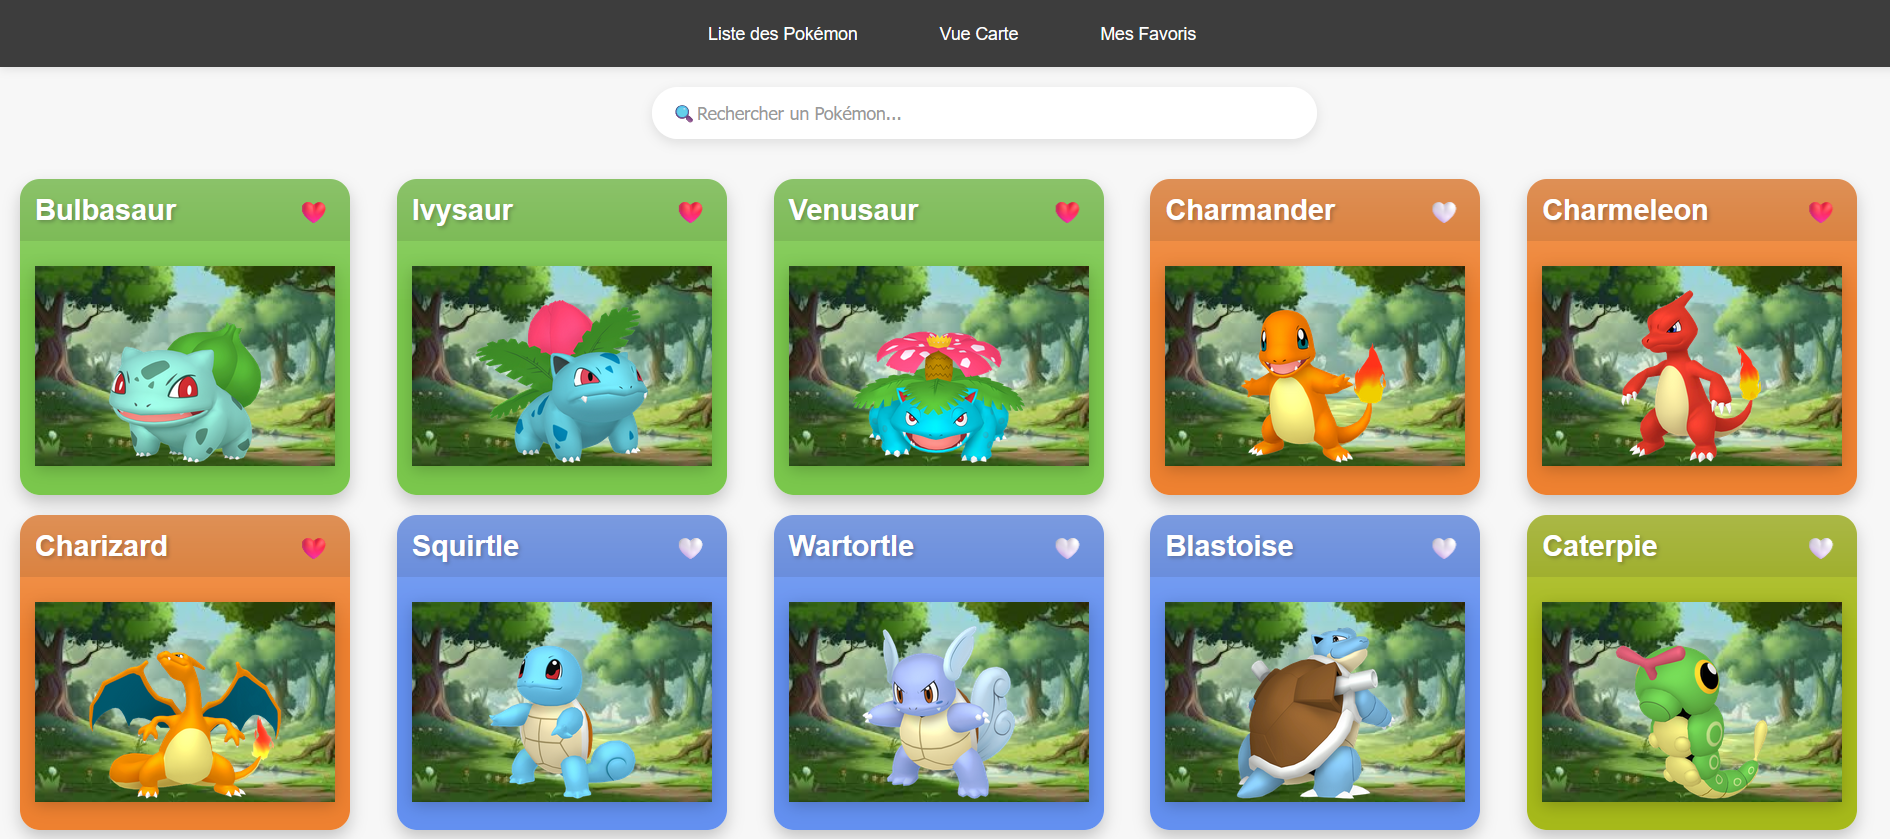 Liste des Pokémon
Vue Carte
Mes Favoris
Rechercher un Pokémon...
Bulbasaur
Ivysaur
Venusaur
Charmander
Charmeleon
Charizard
Squirtle
Wartortle
Blastoise
Caterpie